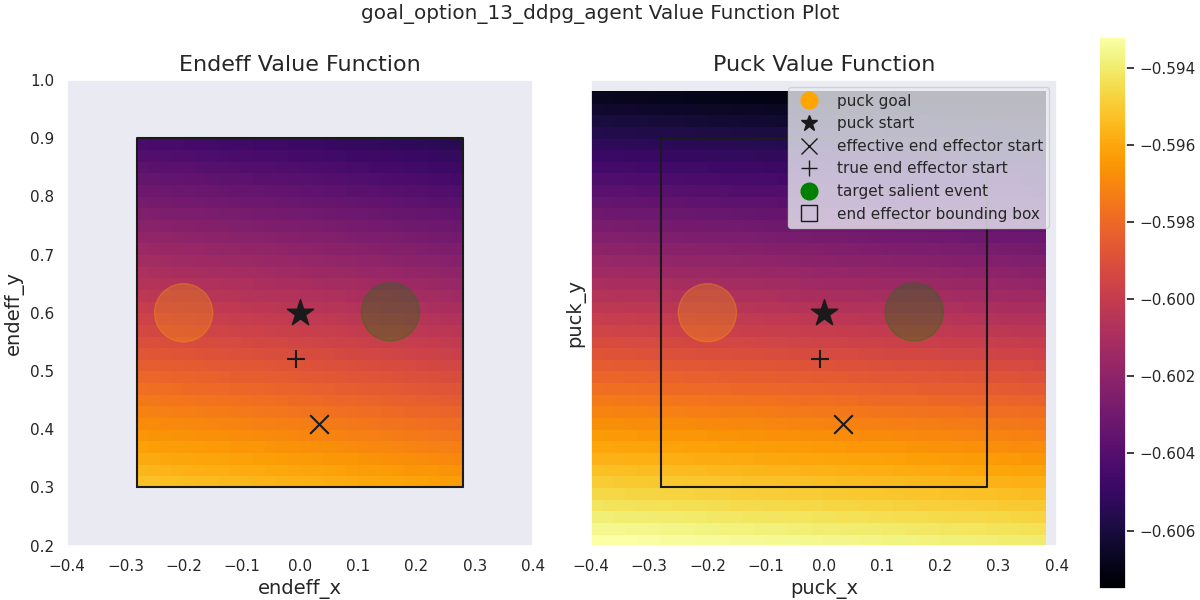 goal_option_13_ddpg_agent Value Function Plot
Endeff Value Function
endeff_y
1.0
0.9
0.8
0.7
0.6
0.5
0.4
0.3
0.2
−0.4 −0.3 −0.2 −0.1 0.0 0.1 0.2 0.3 0.4
endeff_x
Puck Value Function
puck_y
puck goal
puck start
effective end effector start
true end effector start
target salient event
end effector bounding box
−0.4 −0.3 −0.2 −0.1 0.0 0.1 0.2 0.3 0.4
puck_x
−0.594
−0.596
−0.598
−0.600
−0.602
−0.604
−0.606